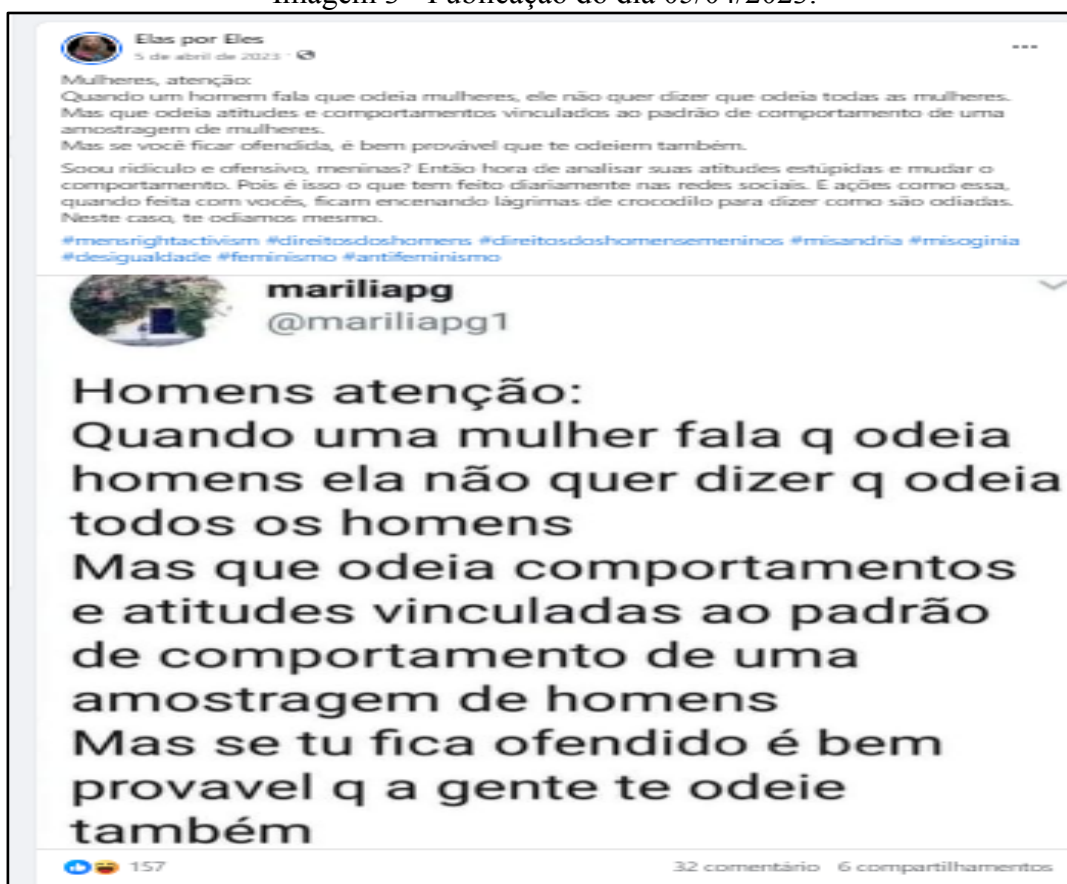 Imagem 3 - Publicação do dia 05/04/2023.
Elas por Eles
5 de abril de 2023 ·
Mulheres, atenção:
Quando um homem fala que odeia mulheres, ele não quer dizer que odeia todas as mulheres.
Mas que odeia atitudes e comportamentos vinculados ao padrão de comportamento de uma
amostragem de mulheres.
Mas se você ficar ofendida, é bem provável que te odeiem também.
Soou ridículo e ofensivo, meninas? Então hora de analisar suas atitudes estúpidas e mudar o
comportamento. Pois é isso o que tem feito diariamente nas redes sociais. E ações como essa,
quando feita com vocês, ficam encenando lágrimas de crocodilo para dizer como são odiadas.
Neste caso, te odiamos mesmo.
#mensrightactivism #direitosdoshomens #direitosdoshomensemeninos #misandria #misoginia
#desigualdade #feminismo #antifeminismo
mariliapg
@mariliapg1
Homens atenção:
Quando uma mulher fala q odeia
homens ela não quer dizer q odeia
todos os homens
Mas que odeia comportamentos
e atitudes vinculadas ao padrão
de comportamento de uma
amostragem de homens
Mas se tu fica ofendido é bem
provavel q a gente te odeie
também
157
32 comentário 6 compartilhamentos